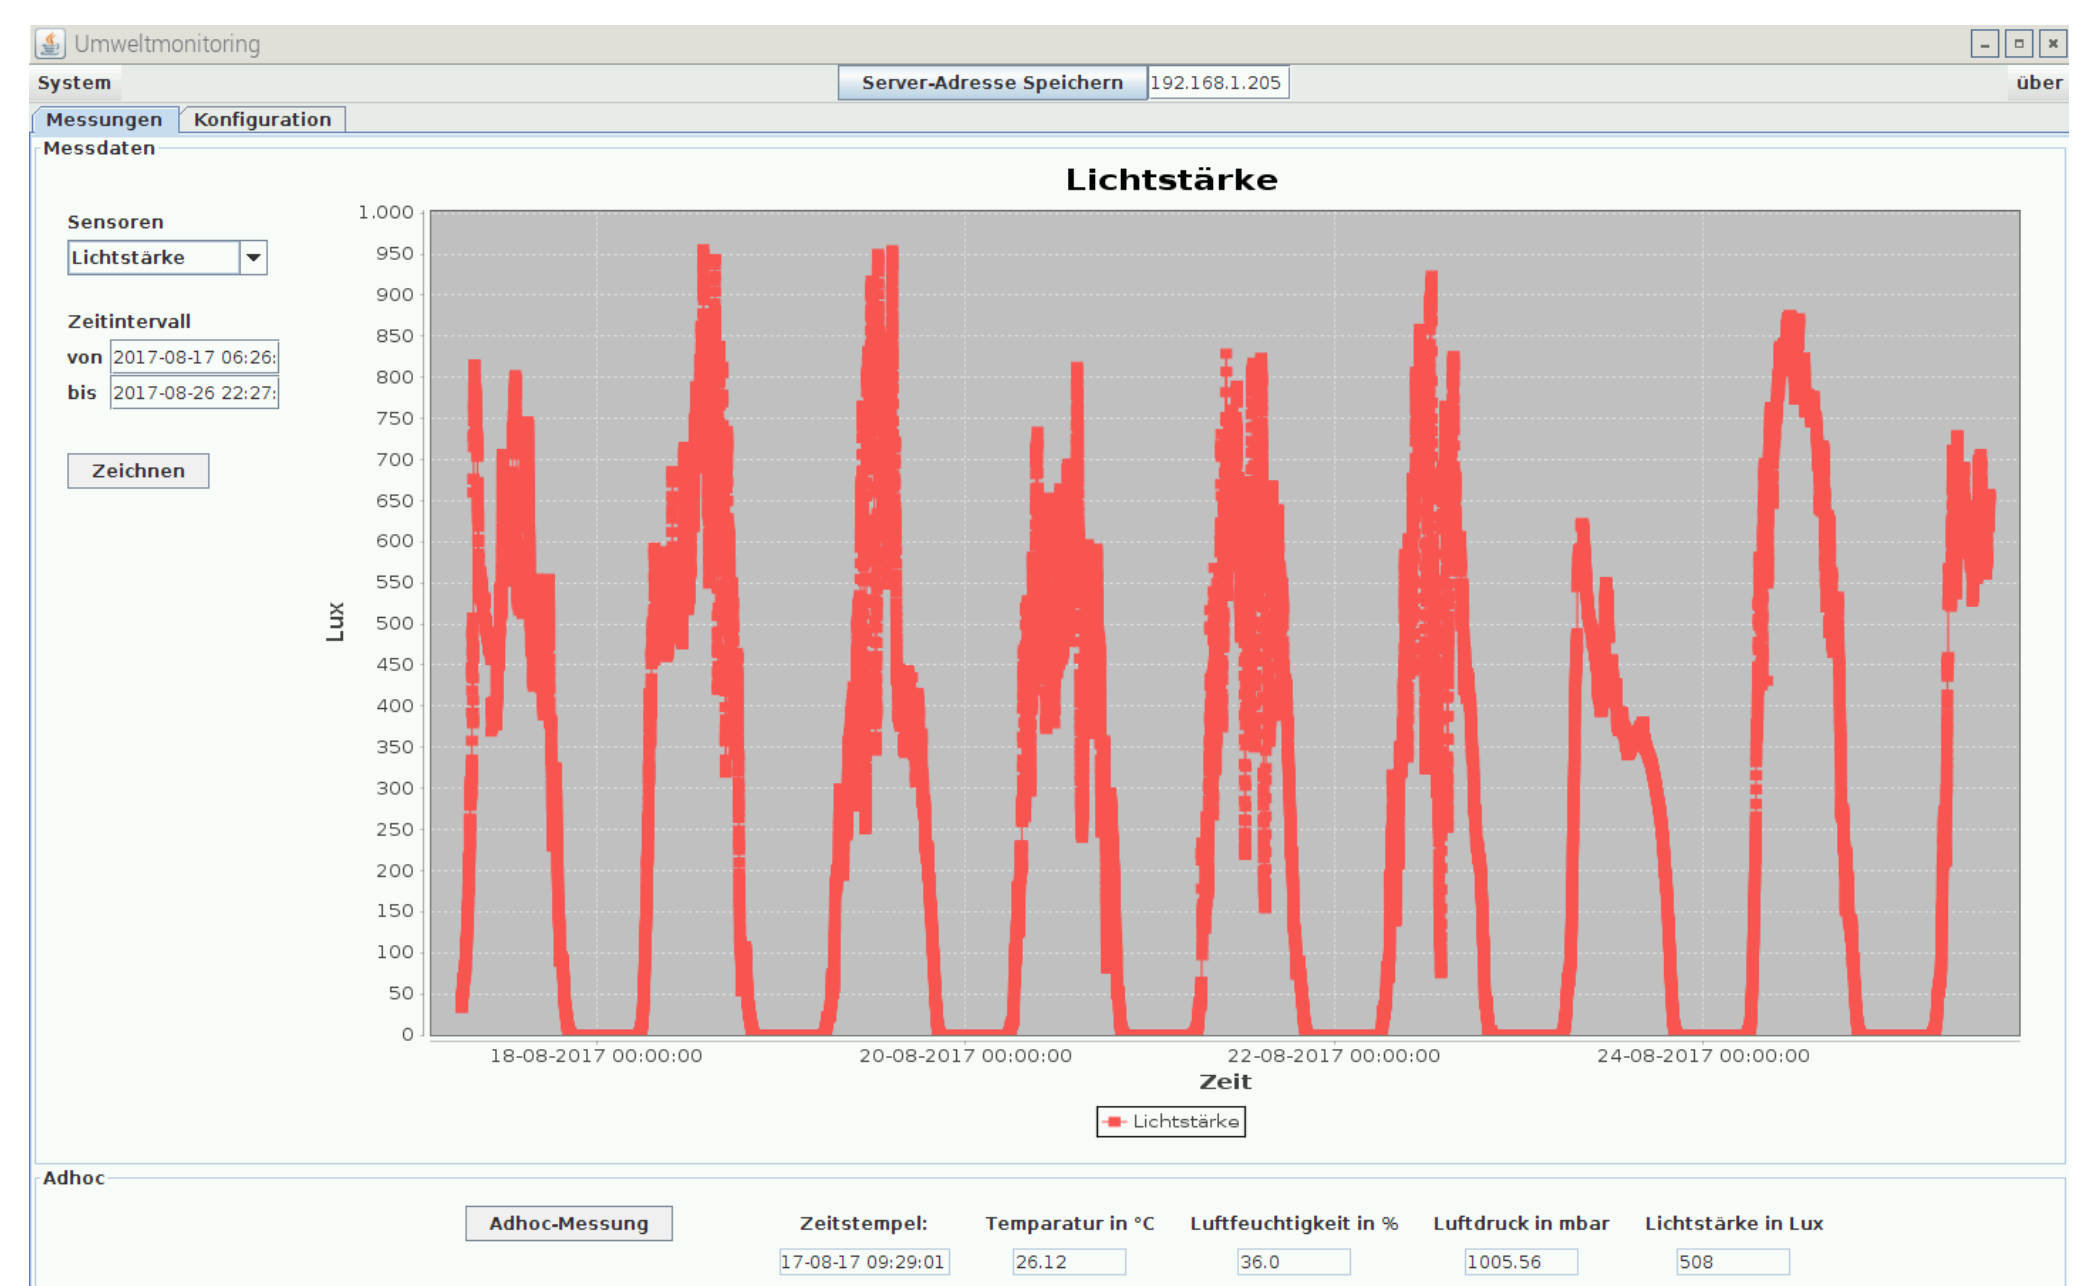 Umweltmonitoring
System Server-Adresse Speichern 192.168.1.205 über
Messungen Konfiguration
Messdaten
Lichtstärke
Sensoren
Lichtstärke
Zeitintervall
von 2017-08-17 06:26:
bis 2017-08-26 22:27:
Zeichnen
1.000
950
900
850
800
750
700
650
600
550
500
450
400
350
300
250
200
150
100
50
0
Lux
18-08-2017 00:00:00 20-08-2017 00:00:00 22-08-2017 00:00:00 24-08-2017 00:00:00
Zeit
Lichtstärke
Adhoc
Adhoc-Messung Zeitstempel: Temparatur in °C Luftfeuchtigkeit in % Luftdruck in mbar Lichtstärke in Lux
17-08-17 09:29:01 26.12 36.0 1005.56 508